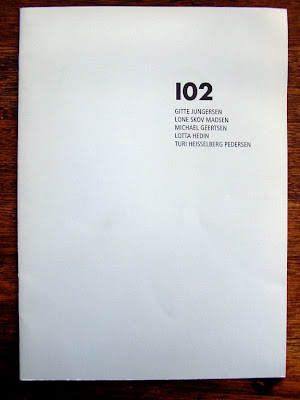 102
GITTE JUNGERSEN
LONE SKOV MADSEN
MICHAEL GEERTSEN
LOTTA HEDIN
TURI HEISSELBERG PEDERSEN